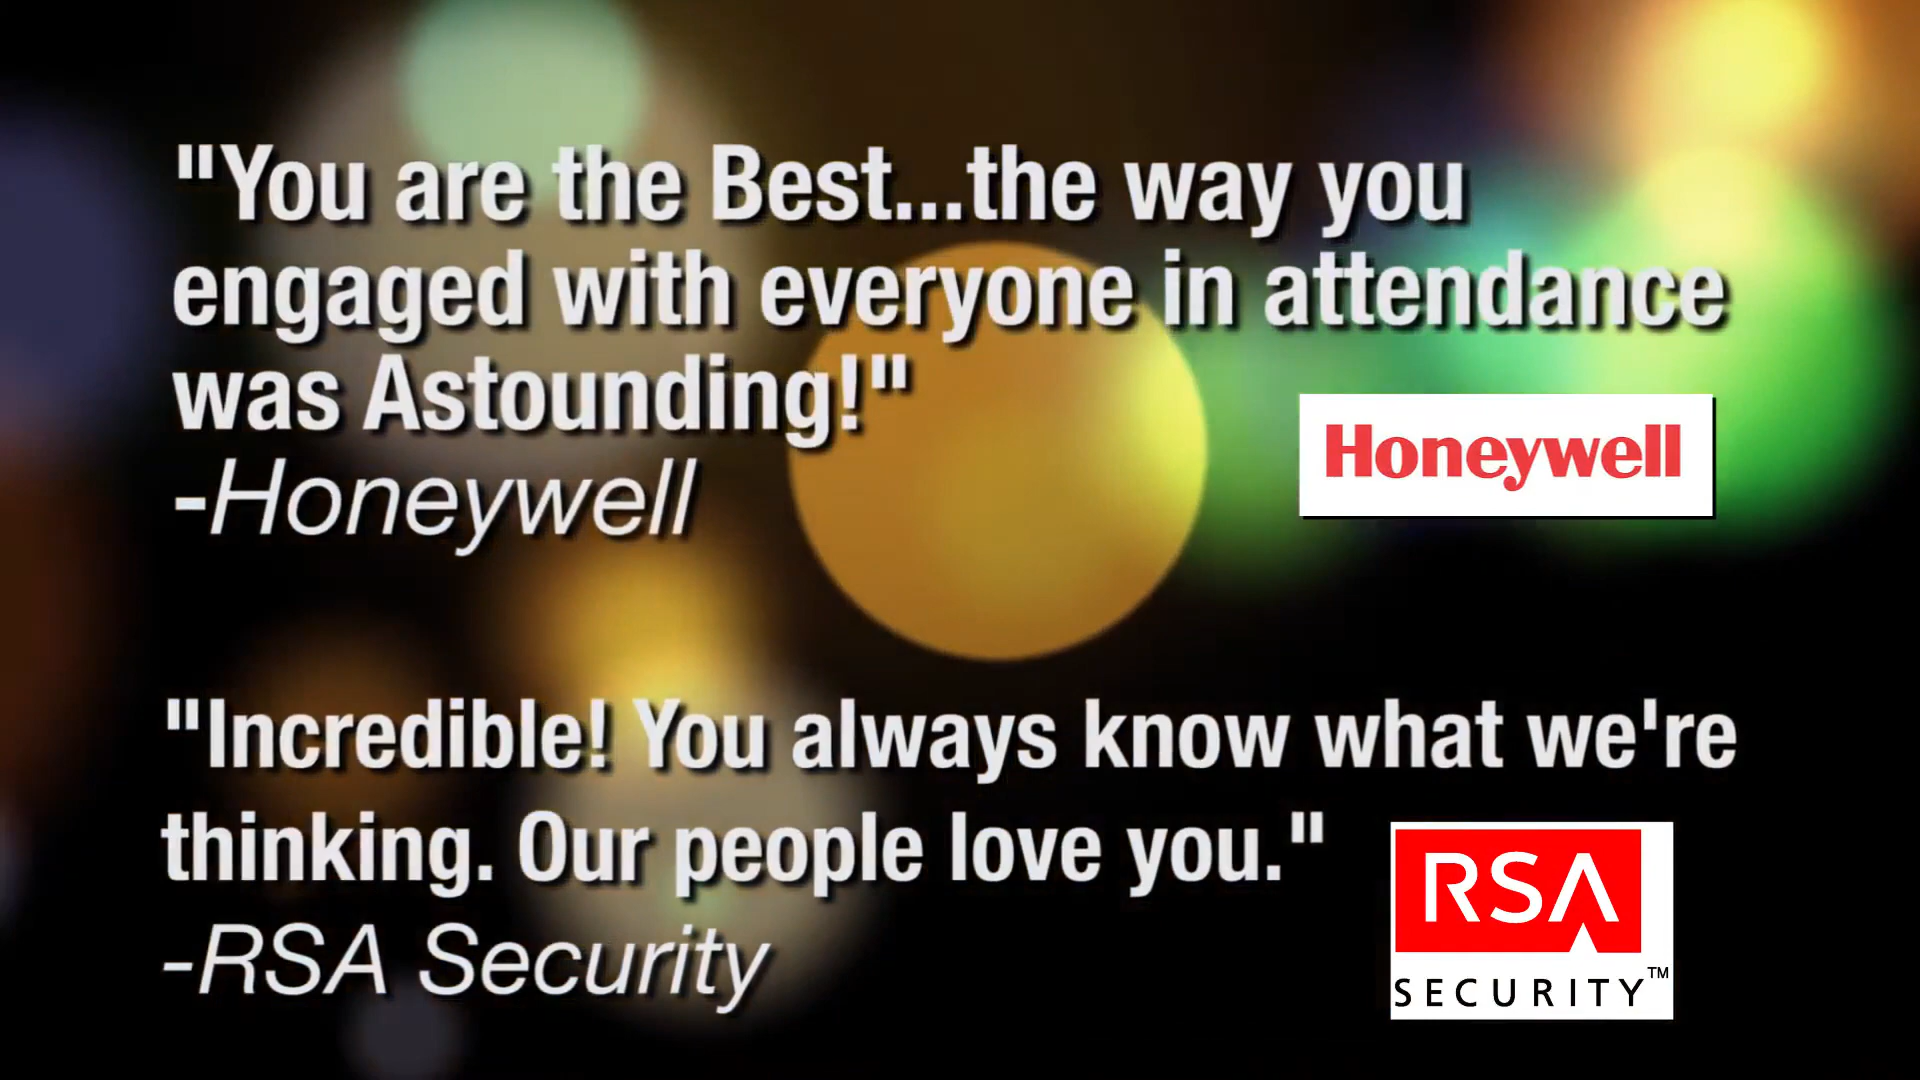 "You are the Best...the way you
engaged with everyone in attendance
was Astounding!"
-Honeywell
Honeywell
"Incredible! You always know what we're
thinking. Our people love you."
-RSA Security
RSA
SECURITY™